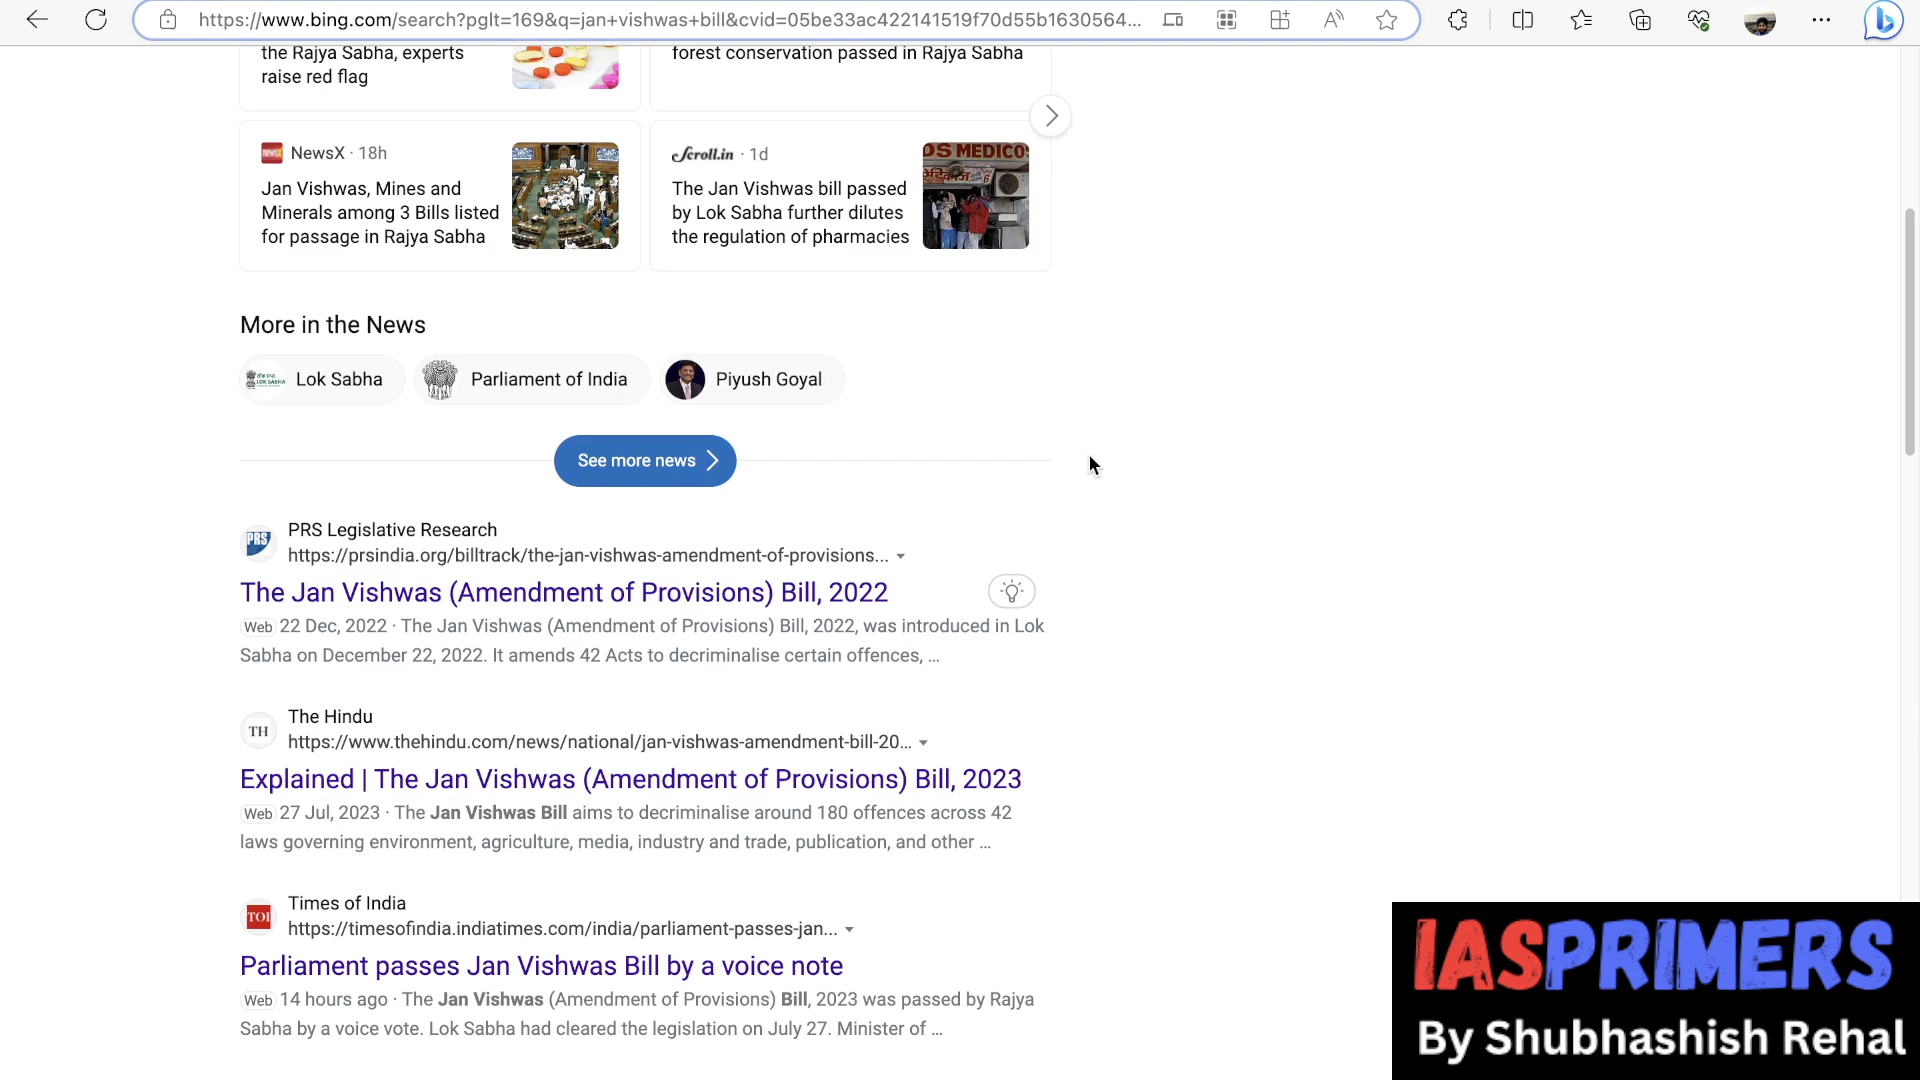 https://www.bing.com/search?pglt=169&q=jan+vishwas+bill&cvid=05be33ac422141519f70d55b1630564...
the Rajya Sabha, experts
raise red flag
forest conservation passed in Rajya Sabha
NewsX · 18h
Jan Vishwas, Mines and
Minerals among 3 Bills listed
for passage in Rajya Sabha
Scroll.in · 1d
The Jan Vishwas bill passed
by Lok Sabha further dilutes
the regulation of pharmacies
DS MEDICOS
More in the News
Lok Sabha
Parliament of India
Piyush Goyal
See more news
PRS
PRS Legislative Research
https://prsindia.org/billtrack/the-jan-vishwas-amendment-of-provisions...
The Jan Vishwas (Amendment of Provisions) Bill, 2022
Web 22 Dec, 2022 · The Jan Vishwas (Amendment of Provisions) Bill, 2022, was introduced in Lok
Sabha on December 22, 2022. It amends 42 Acts to decriminalise certain offences, ...
TH
The Hindu
https://www.thehindu.com/news/national/jan-vishwas-amendment-bill-20...
Explained | The Jan Vishwas (Amendment of Provisions) Bill, 2023
Web 27 Jul, 2023 · The Jan Vishwas Bill aims to decriminalise around 180 offences across 42
laws governing environment, agriculture, media, industry and trade, publication, and other ...
TOI
Times of India
https://timesofindia.indiatimes.com/india/parliament-passes-jan...
Parliament passes Jan Vishwas Bill by a voice note
Web 14 hours ago · The Jan Vishwas (Amendment of Provisions) Bill, 2023 was passed by Rajya
Sabha by a voice vote. Lok Sabha had cleared the legislation on July 27. Minister of ...
IASPRIMERS
By Shubhashish Rehal